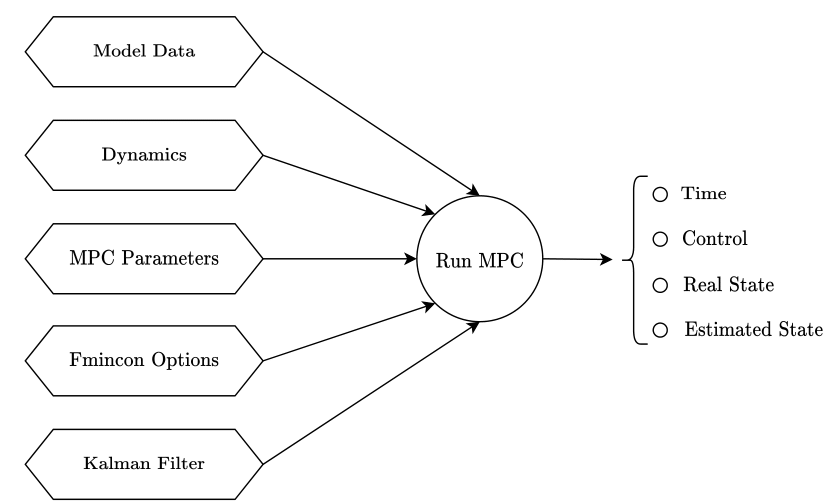 Model Data
Dynamics
MPC Parameters
Fmincon Options
Kalman Filter
Run MPC
Time
Control
Real State
Estimated State